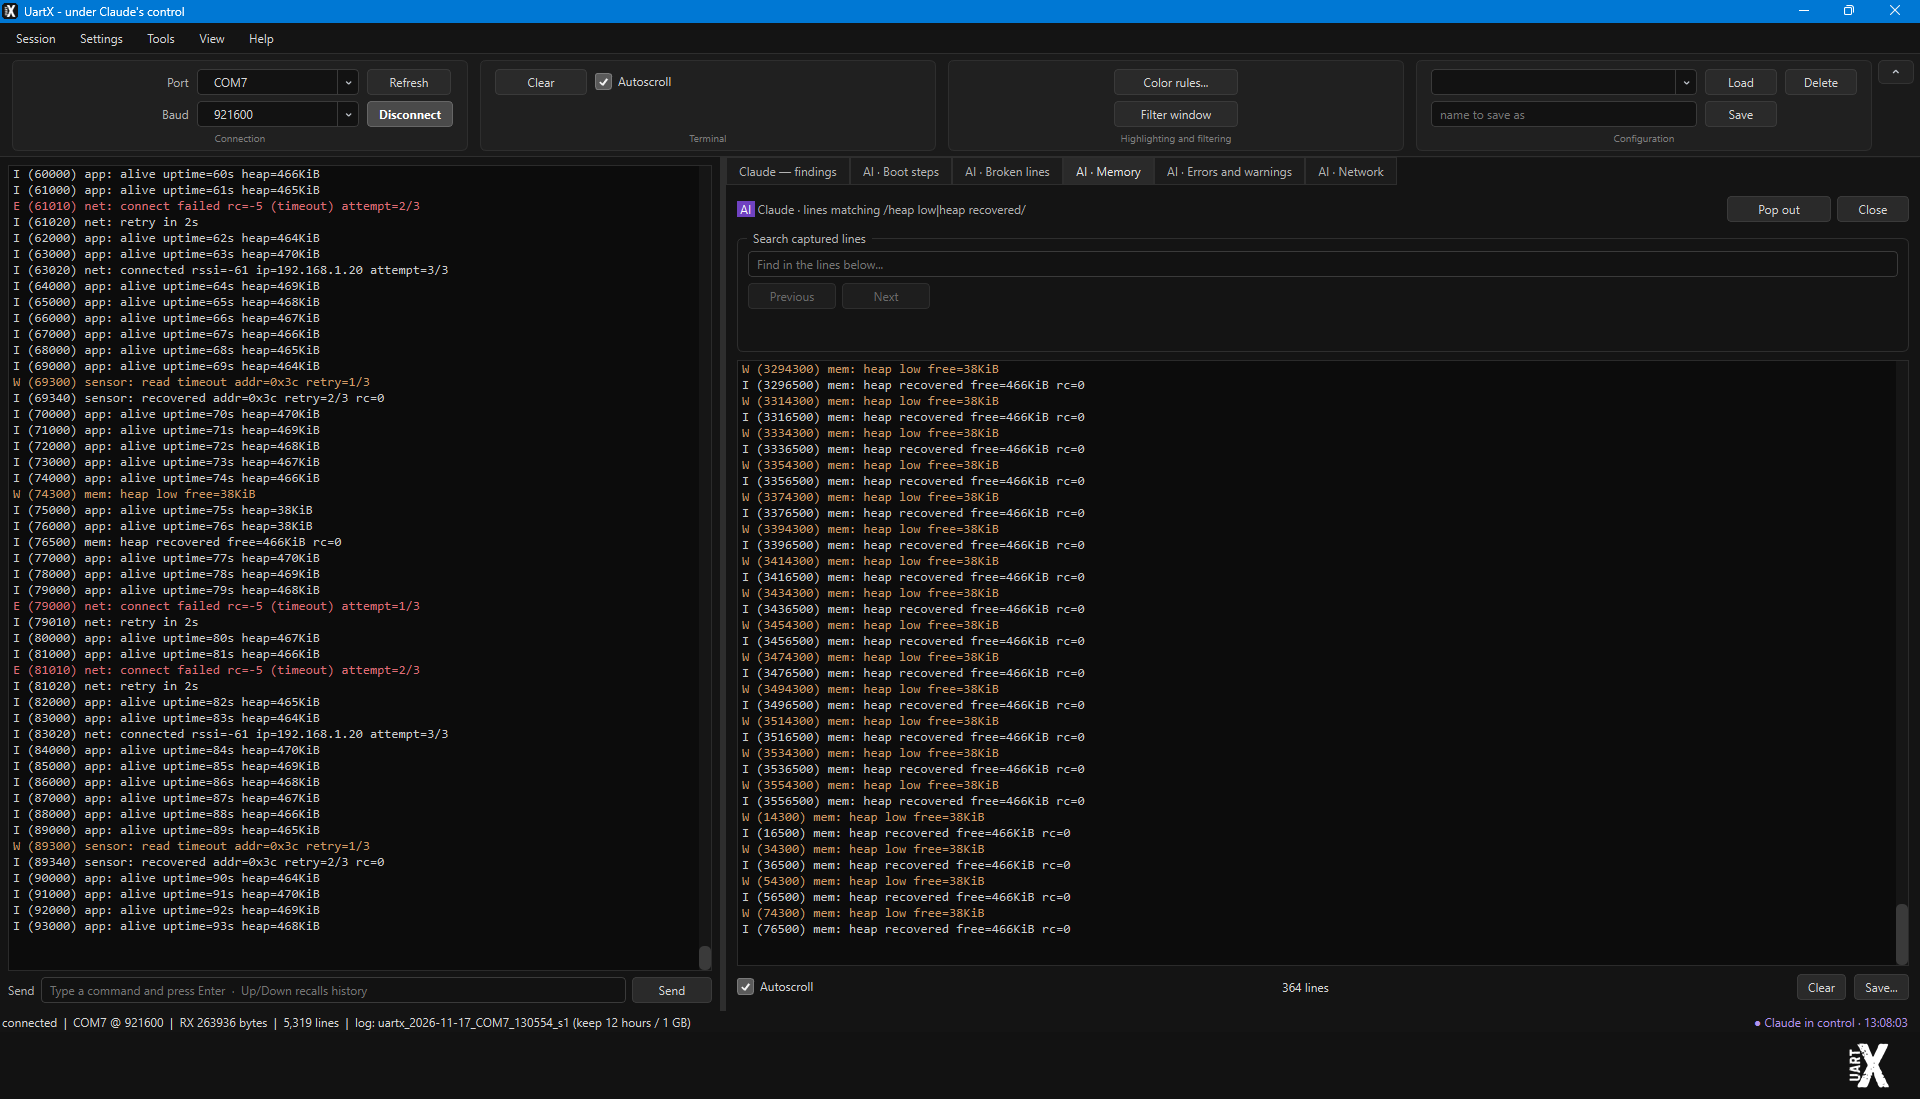 UartX - under Claude's control
Session Settings Tools View Help
Port COM7 Refresh
Baud 921600 Disconnect
Connection
Clear Autoscroll
Terminal
Color rules...
Filter window
Highlighting and filtering
Load Delete
name to save as Save
Configuration
I (60000) app: alive uptime=60s heap=466KiB
I (61000) app: alive uptime=61s heap=465KiB
E (61010) net: connect failed rc=-5 (timeout) attempt=2/3
I (61020) net: retry in 2s
I (62000) app: alive uptime=62s heap=464KiB
I (63000) app: alive uptime=63s heap=470KiB
I (63020) net: connected rssi=-61 ip=192.168.1.20 attempt=3/3
I (64000) app: alive uptime=64s heap=469KiB
I (65000) app: alive uptime=65s heap=468KiB
I (66000) app: alive uptime=66s heap=467KiB
I (67000) app: alive uptime=67s heap=466KiB
I (68000) app: alive uptime=68s heap=465KiB
I (69000) app: alive uptime=69s heap=464KiB
W (69300) sensor: read timeout addr=0x3c retry=1/3
I (69340) sensor: recovered addr=0x3c retry=2/3 rc=0
I (70000) app: alive uptime=70s heap=470KiB
I (71000) app: alive uptime=71s heap=469KiB
I (72000) app: alive uptime=72s heap=468KiB
I (73000) app: alive uptime=73s heap=467KiB
I (74000) app: alive uptime=74s heap=466KiB
W (74300) mem: heap low free=38KiB
I (75000) app: alive uptime=75s heap=38KiB
I (76000) app: alive uptime=76s heap=38KiB
I (76500) mem: heap recovered free=466KiB rc=0
I (77000) app: alive uptime=77s heap=470KiB
I (78000) app: alive uptime=78s heap=469KiB
I (79000) app: alive uptime=79s heap=468KiB
E (79000) net: connect failed rc=-5 (timeout) attempt=1/3
I (79010) net: retry in 2s
I (80000) app: alive uptime=80s heap=467KiB
I (81000) app: alive uptime=81s heap=466KiB
E (81010) net: connect failed rc=-5 (timeout) attempt=2/3
I (81020) net: retry in 2s
I (82000) app: alive uptime=82s heap=465KiB
I (83000) app: alive uptime=83s heap=464KiB
I (83020) net: connected rssi=-61 ip=192.168.1.20 attempt=3/3
I (84000) app: alive uptime=84s heap=470KiB
I (85000) app: alive uptime=85s heap=469KiB
I (86000) app: alive uptime=86s heap=468KiB
I (87000) app: alive uptime=87s heap=467KiB
I (88000) app: alive uptime=88s heap=466KiB
I (89000) app: alive uptime=89s heap=465KiB
W (89300) sensor: read timeout addr=0x3c retry=1/3
I (89340) sensor: recovered addr=0x3c retry=2/3 rc=0
I (90000) app: alive uptime=90s heap=464KiB
I (91000) app: alive uptime=91s heap=470KiB
I (92000) app: alive uptime=92s heap=469KiB
I (93000) app: alive uptime=93s heap=468KiB
Send Type a command and press Enter · Up/Down recalls history Send
Claude — findings AI · Boot steps AI · Broken lines AI · Memory AI · Errors and warnings AI · Network
AI Claude · lines matching /heap low|heap recovered/ Pop out Close
Search captured lines
Find in the lines below...
Previous Next
W (3294300) mem: heap low free=38KiB
I (3296500) mem: heap recovered free=466KiB rc=0
W (3314300) mem: heap low free=38KiB
I (3316500) mem: heap recovered free=466KiB rc=0
W (3334300) mem: heap low free=38KiB
I (3336500) mem: heap recovered free=466KiB rc=0
W (3354300) mem: heap low free=38KiB
I (3356500) mem: heap recovered free=466KiB rc=0
W (3374300) mem: heap low free=38KiB
I (3376500) mem: heap recovered free=466KiB rc=0
W (3394300) mem: heap low free=38KiB
I (3396500) mem: heap recovered free=466KiB rc=0
W (3414300) mem: heap low free=38KiB
I (3416500) mem: heap recovered free=466KiB rc=0
W (3434300) mem: heap low free=38KiB
I (3436500) mem: heap recovered free=466KiB rc=0
W (3454300) mem: heap low free=38KiB
I (3456500) mem: heap recovered free=466KiB rc=0
W (3474300) mem: heap low free=38KiB
I (3476500) mem: heap recovered free=466KiB rc=0
W (3494300) mem: heap low free=38KiB
I (3496500) mem: heap recovered free=466KiB rc=0
W (3514300) mem: heap low free=38KiB
I (3516500) mem: heap recovered free=466KiB rc=0
W (3534300) mem: heap low free=38KiB
I (3536500) mem: heap recovered free=466KiB rc=0
W (3554300) mem: heap low free=38KiB
I (3556500) mem: heap recovered free=466KiB rc=0
W (14300) mem: heap low free=38KiB
I (16500) mem: heap recovered free=466KiB rc=0
W (34300) mem: heap low free=38KiB
I (36500) mem: heap recovered free=466KiB rc=0
W (54300) mem: heap low free=38KiB
I (56500) mem: heap recovered free=466KiB rc=0
W (74300) mem: heap low free=38KiB
I (76500) mem: heap recovered free=466KiB rc=0
Autoscroll 364 lines Clear Save...
connected | COM7 @ 921600 | RX 263936 bytes | 5,319 lines | log: uartx_2026-11-17_COM7_130554_s1 (keep 12 hours / 1 GB)
● Claude in control · 13:08:03
UART X